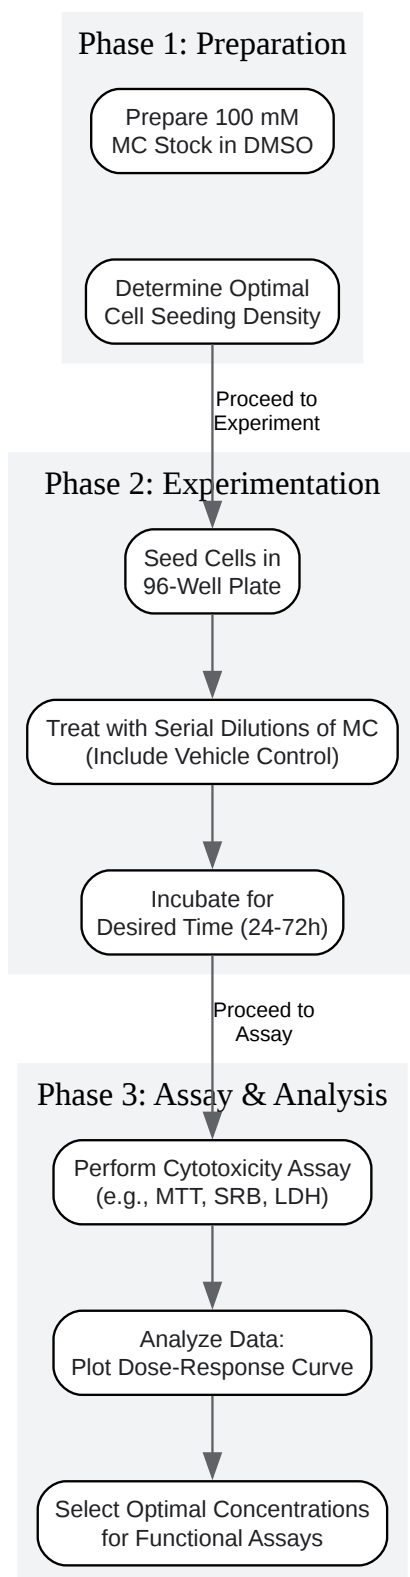 Phase 1: Preparation
Prepare 100 mM
MC Stock in DMSO
Determine Optimal
Cell Seeding Density
Proceed to
Experiment
Phase 2: Experimentation
Seed Cells in
96-Well Plate
Treat with Serial Dilutions of MC
(Include Vehicle Control)
Incubate for
Desired Time (24-72h)
Proceed to
Assay
Phase 3: Assay & Analysis
Perform Cytotoxicity Assay
(e.g., MTT, SRB, LDH)
Analyze Data:
Plot Dose-Response Curve
Select Optimal Concentrations
for Functional Assays